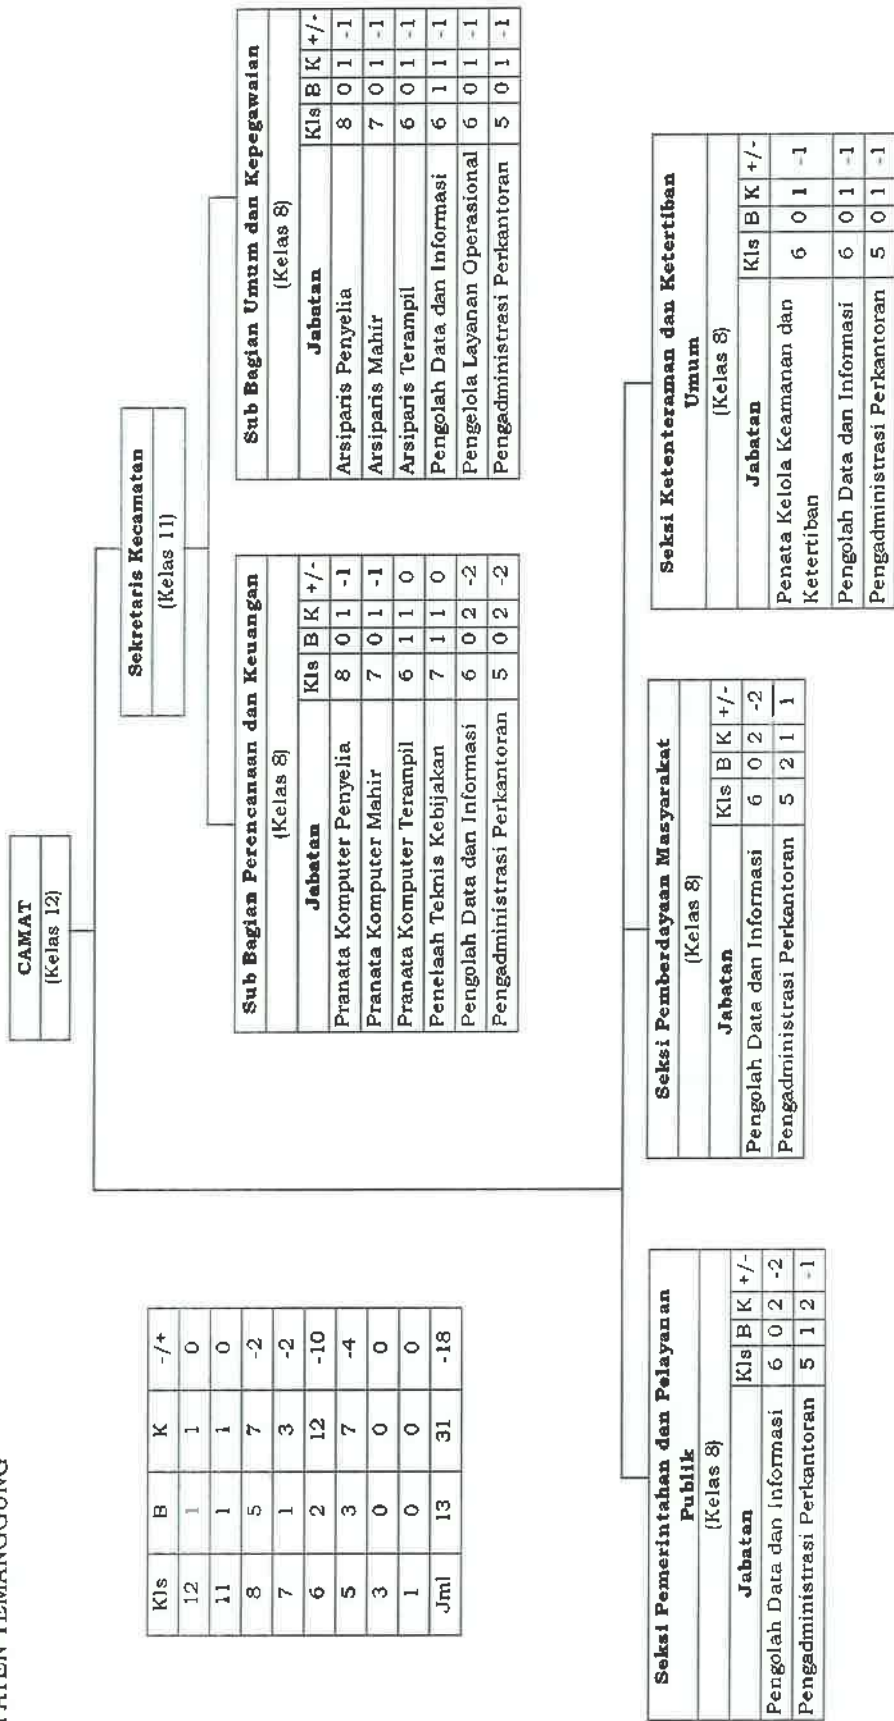 PATEN TEMANGGUNG
CAMAT
(Kelas 12)
Sekretaris Kecamatan
(Kelas 11)
Kls B K -/+
12 1 1 0
11 1 1 0
8 5 7 -2
7 1 3 -2
6 2 12 -10
5 3 7 -4
3 0 0 0
1 0 0 0
Jml 13 31 -18
Sub Bagian Perencanaan dan Keuangan
(Kelas 8)
Jabatan Kls B K +/-
Pranata Komputer Penyelia 8 0 1 -1
Pranata Komputer Mahir 7 0 1 -1
Pranata Komputer Terampil 6 1 1 0
Penelaah Teknis Kebijakan 7 1 1 0
Pengolah Data dan Informasi 6 0 2 -2
Pengadministrasi Perkantoran 5 0 2 -2
Sub Bagian Umum dan Kepegawaian
(Kelas 8)
Jabatan Kls B K +/-
Arsiparis Penyelia 8 0 1 -1
Arsiparis Mahir 7 0 1 -1
Arsiparis Terampil 6 0 1 -1
Pengolah Data dan Informasi 6 1 1 -1
Pengelola Layanan Operasional 6 0 1 -1
Pengadministrasi Perkantoran 5 0 1 -1
Seksi Pemerintahan dan Pelayanan
Publik
(Kelas 8)
Jabatan Kls B K +/-
Pengolah Data dan Informasi 6 0 2 -2
Pengadministrasi Perkantoran 5 1 2 -1
Seksi Pemberdayaan Masyarakat
(Kelas 8)
Jabatan Kls B K +/-
Pengolah Data dan Informasi 6 0 2 -2
Pengadministrasi Perkantoran 5 2 1 1
Seksi Ketenteraman dan Ketertiban
Umum
(Kelas 8)
Jabatan Kls B K +/-
Penata Kelola Keamanan dan
Ketertiban 6 0 1 -1
Pengolah Data dan Informasi 6 0 1 -1
Pengadministrasi Perkantoran 5 0 1 -1